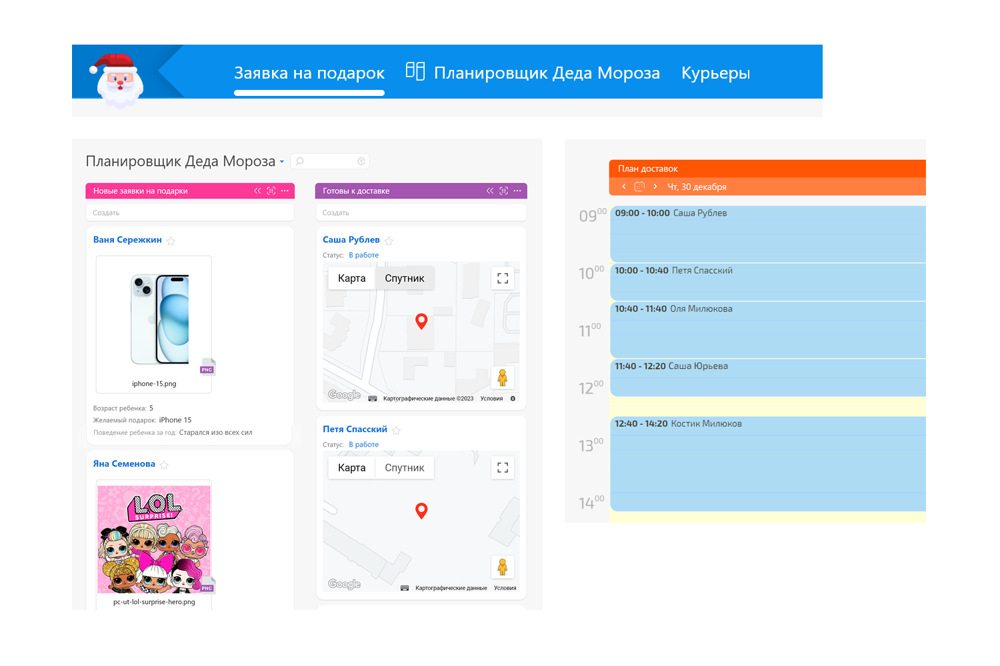 Заявка на подарок
Планировщик Деда Мороза
Курьеры
Планировщик Деда Мороза
Новые заявки на подарки
Создать
Ваня Сережкин
PNG
iphone-15.png
Возраст ребенка: 5
Желаемый подарок: iPhone 15
Поведение ребенка за год: Старался изо всех сил
Яна Семенова
LOL
SURPRISE!
PNG
pc-ut-lol-surprise-hero.png
Готовы к доставке
Создать
Саша Рублев
Статус: В работе
Карта Спутник
Google
Картографические данные ©2023 Условия
Петя Спасский
Статус: В работе
Карта Спутник
Google
Картографические данные Условия
План доставок
Чт, 30 декабря
09 00
09:00 - 10:00 Саша Рублев
10 00
10:00 - 10:40 Петя Спасский
10:40 - 11:40 Оля Милюкова
11 00
11:40 - 12:20 Саша Юрьева
12 00
12:40 - 14:20 Костик Милюков
13 00
14 00